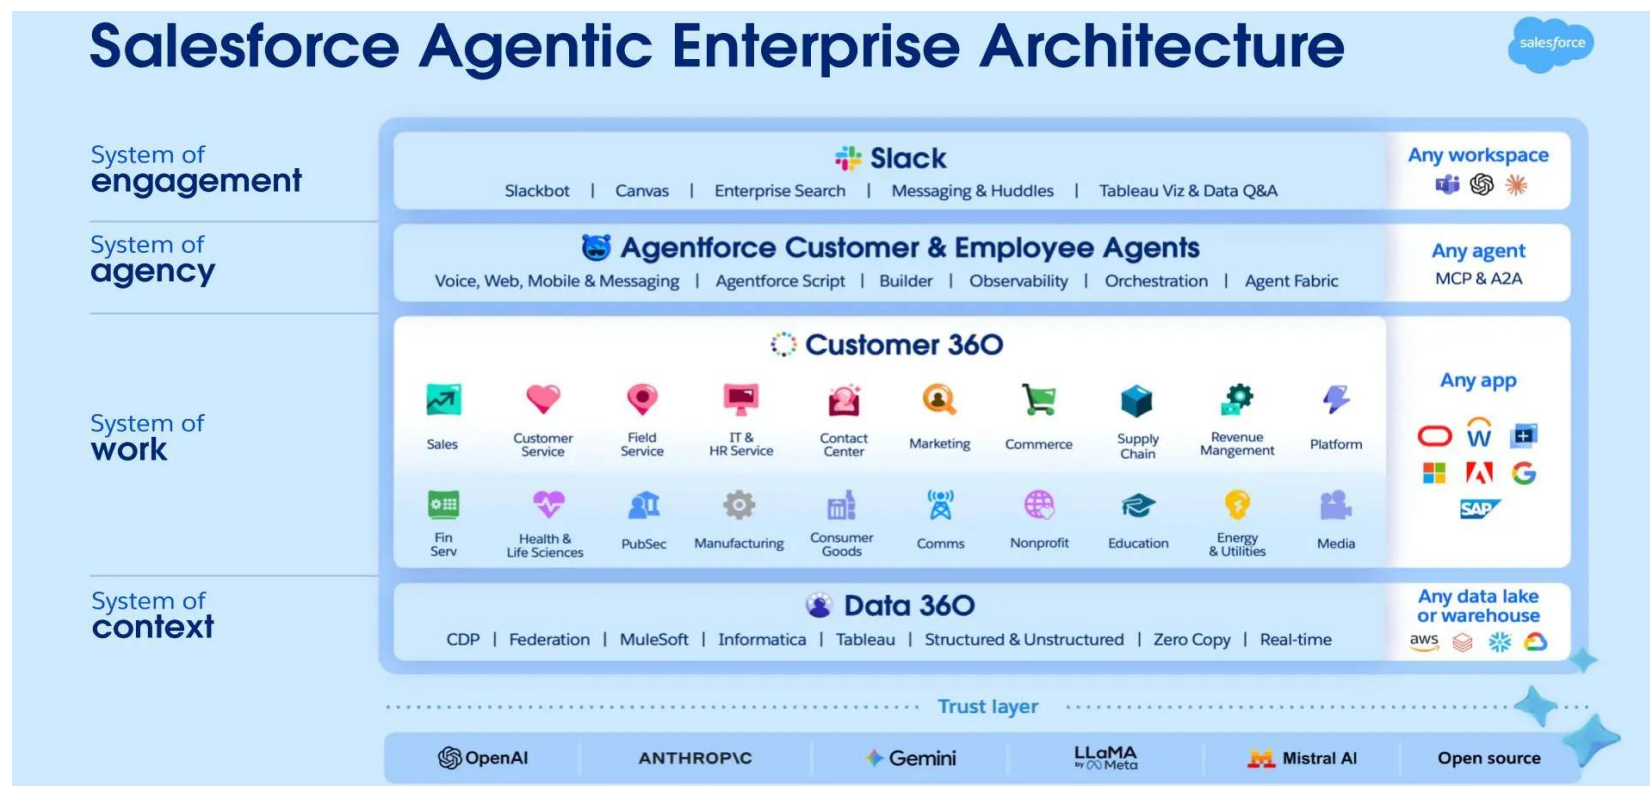 Salesforce Agentic Enterprise Architecture
salesforce
System of
engagement
Slack
Slackbot | Canvas | Enterprise Search | Messaging & Huddles | Tableau Viz & Data Q&A
Any workspace
System of
agency
Agentforce Customer & Employee Agents
Voice, Web, Mobile & Messaging | Agentforce Script | Builder | Observability | Orchestration | Agent Fabric
Any agent
MCP & A2A
System of
work
Customer 360
Sales
Customer
Service
Field
Service
IT &
HR Service
Contact
Center
Marketing
Commerce
Supply
Chain
Revenue
Mangement
Platform
Fin
Serv
Health &
Life Sciences
PubSec
Manufacturing
Consumer
Goods
Comms
Nonprofit
Education
Energy
& Utilities
Media
Any app
W
SAP
System of
context
Data 360
CDP | Federation | MuleSoft | Informatica | Tableau | Structured & Unstructured | Zero Copy | Real-time
Any data lake
or warehouse
aws
Trust layer
OpenAI
ANTHROP\C
Gemini
LLaMA
by Meta
Mistral AI
Open source